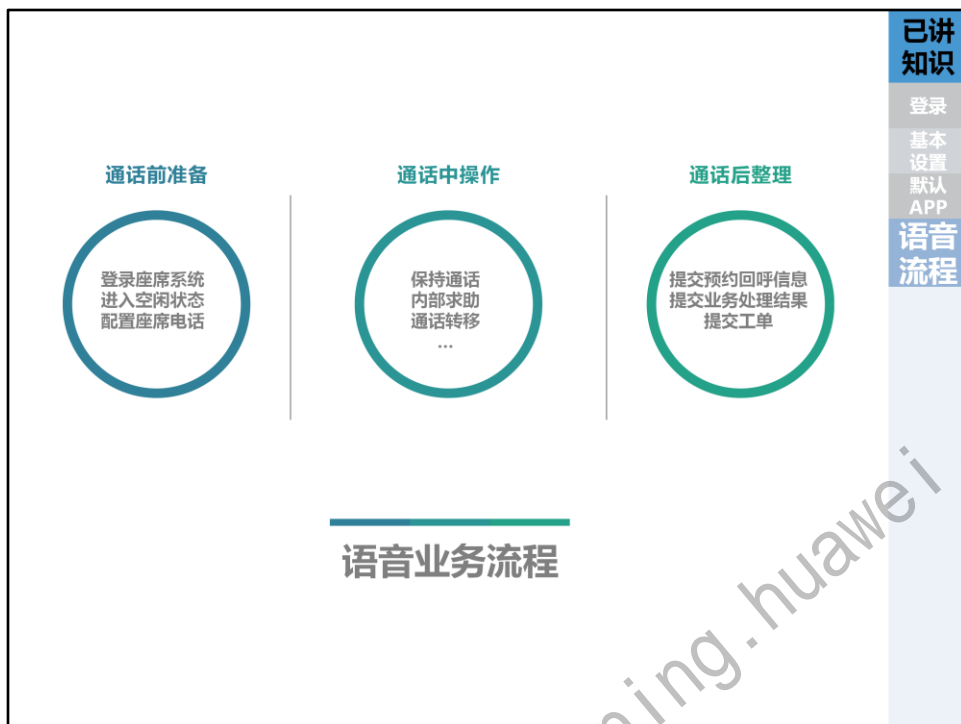 已讲
知识
登录
基本
设置
默认
APP
语音
流程
通话前准备
登录座席系统
进入空闲状态
配置座席电话
通话中操作
保持通话
内部求助
通话转移
...
通话后整理
提交预约回呼信息
提交业务处理结果
提交工单
语音业务流程
ning.huawei